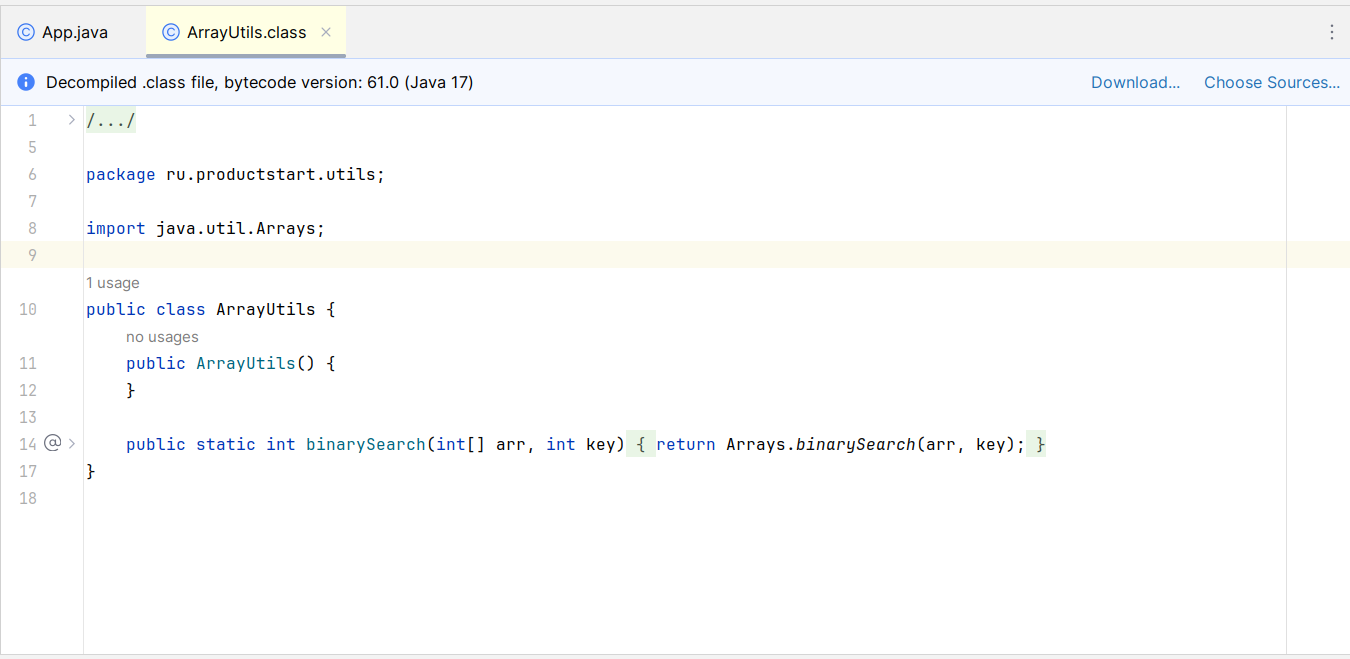 App.java ArrayUtils.class
Decompiled .class file, bytecode version: 61.0 (Java 17) Download... Choose Sources...
1 /.../
5
6 package ru.productstart.utils;
7
8 import java.util.Arrays;
9
1 usage
10 public class ArrayUtils {
no usages
11 public ArrayUtils() {
12 }
13
14 @ public static int binarySearch(int[] arr, int key) { return Arrays.binarySearch(arr, key); }
17 }
18